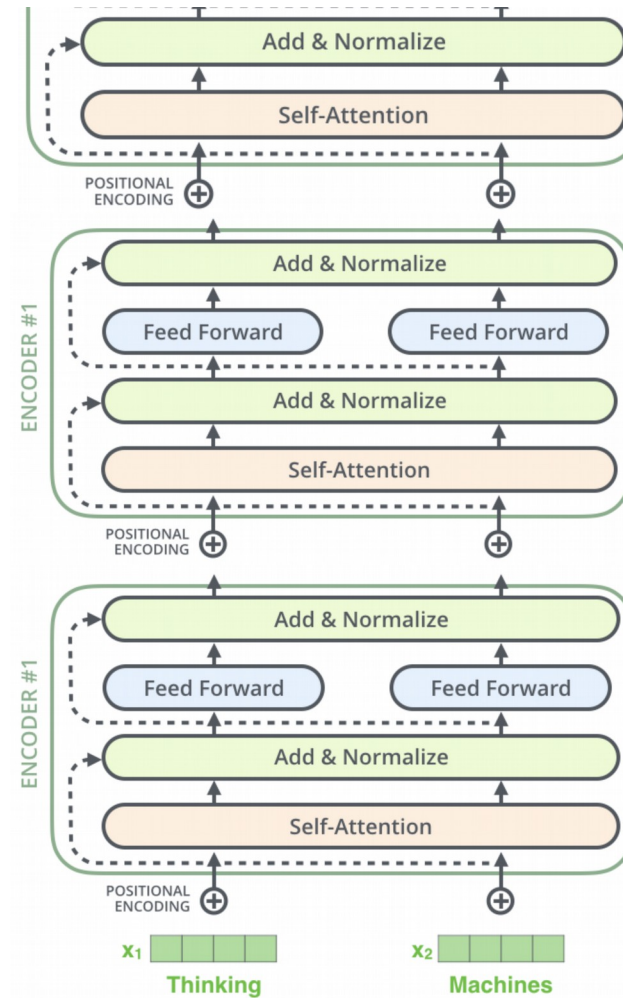 Add & Normalize
Self-Attention
POSITIONAL
ENCODING
ENCODER #1
Add & Normalize
Feed Forward Feed Forward
Add & Normalize
Self-Attention
POSITIONAL
ENCODING
ENCODER #1
Add & Normalize
Feed Forward Feed Forward
Add & Normalize
Self-Attention
POSITIONAL
ENCODING
x₁ x₂
Thinking Machines